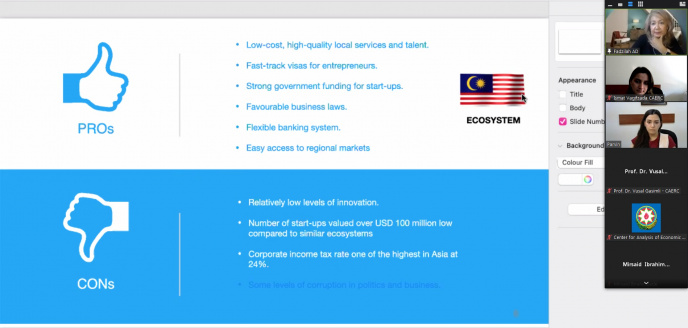 PROs
• Low-cost, high-quality local services and talent.
• Fast-track visas for entrepreneurs.
• Strong government funding for start-ups.
• Favourable business laws.
• Flexible banking system.
• Easy access to regional markets
ECOSYSTEM
CONs
• Relatively low levels of innovation.
• Number of start-ups valued over USD 100 million low
compared to similar ecosystems
• Corporate income tax rate one of the highest in Asia at
24%.
• Some levels of corruption in politics and business.
Appearance
Title
Body
Slide Numb
Background
Colour Fill
Ed
CAERC
Prof. Dr. Vusal...
Prof. Dr. Vusal Gasimli - CAERC
Center for Analysis of Economic...
Mirsaid Ibrahim...